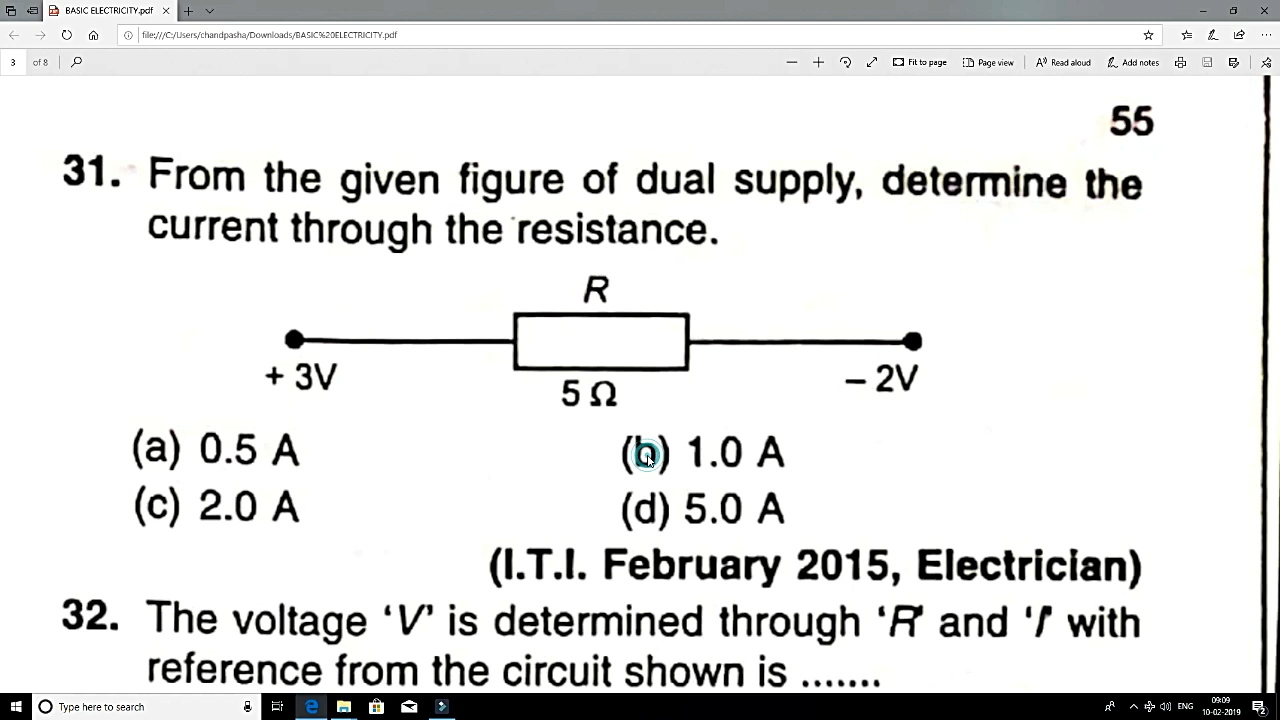 BASIC ELECTRICITY.pdf
file:///C:/Users/chandpasha/Downloads/BASIC%20ELECTRICITY.pdf
3 of 8 Fit to page Page view Read aloud Add notes
55
31. From the given figure of dual supply, determine the
current through the resistance.
R
+ 3V – 2V
5 Ω
(a) 0.5 A (b) 1.0 A
(c) 2.0 A (d) 5.0 A
(I.T.I. February 2015, Electrician)
32. The voltage ‘V’ is determined through ‘R’ and ‘I’ with
reference from the circuit shown is .......
Type here to search
ENG
09:09
10-02-2019
2